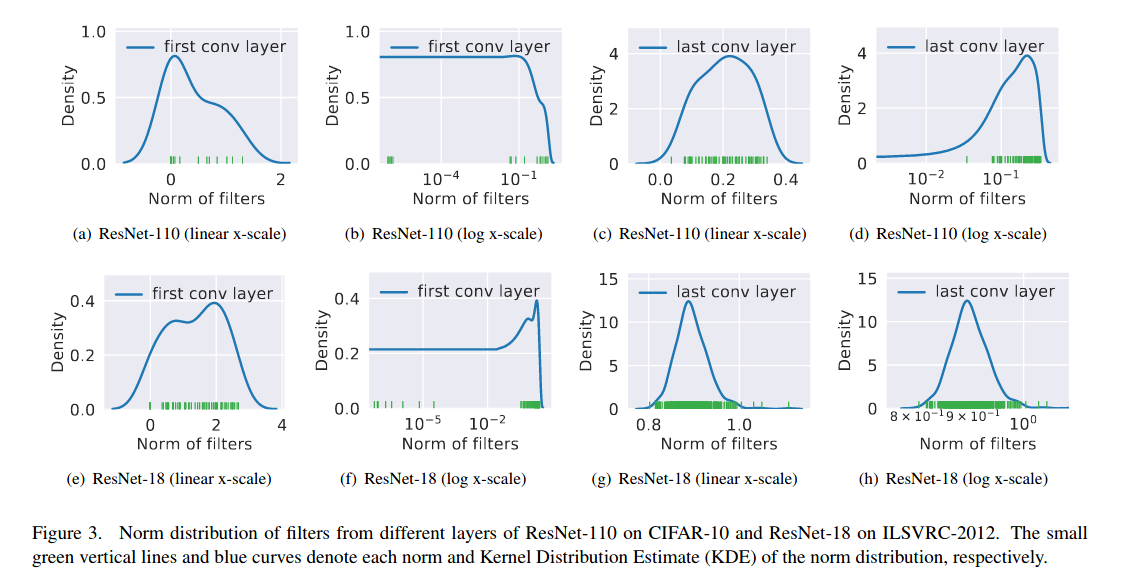 1.0
first conv layer
0.5
0.0
Density
0
2
Norm of filters
(a) ResNet-110 (linear x-scale)
1.0
first conv layer
0.5
0.0
Density
10⁻⁴
10⁻¹
Norm of filters
(b) ResNet-110 (log x-scale)
last conv layer
4
2
0
Density
0.0
0.2
0.4
Norm of filters
(c) ResNet-110 (linear x-scale)
last conv layer
4
2
0
Density
10⁻²
10⁻¹
Norm of filters
(d) ResNet-110 (log x-scale)
first conv layer
0.4
0.2
0.0
Density
0
2
4
Norm of filters
(e) ResNet-18 (linear x-scale)
first conv layer
0.4
0.2
0.0
Density
10⁻⁵
10⁻²
Norm of filters
(f) ResNet-18 (log x-scale)
15
last conv layer
10
5
0
Density
0.8
1.0
Norm of filters
(g) ResNet-18 (linear x-scale)
15
last conv layer
10
5
0
Density
8 × 10⁻¹
9 × 10⁻¹
10⁰
Norm of filters
(h) ResNet-18 (log x-scale)
Figure 3. Norm distribution of filters from different layers of ResNet-110 on CIFAR-10 and ResNet-18 on ILSVRC-2012. The small
green vertical lines and blue curves denote each norm and Kernel Distribution Estimate (KDE) of the norm distribution, respectively.